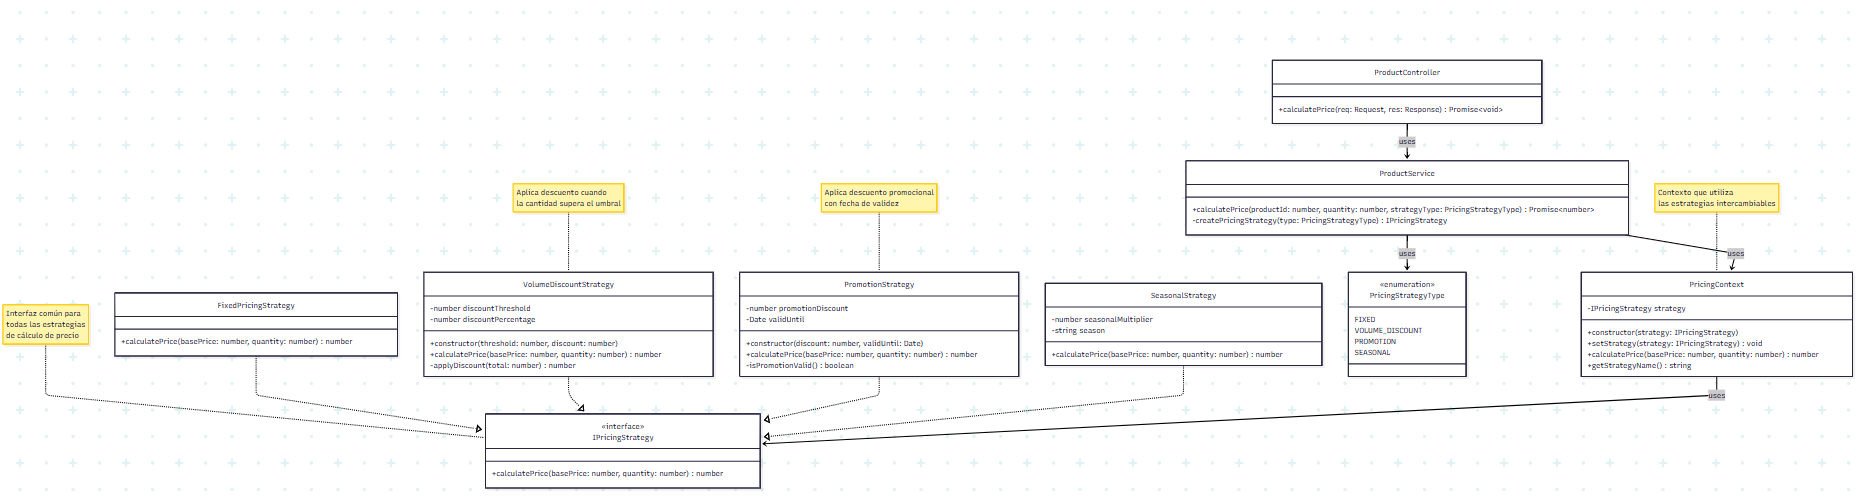 ProductController
+calculatePrice(req: Request, res: Response) : Promise<void>
uses
ProductService
+calculatePrice(productId: number, quantity: number, strategyType: PricingStrategyType) : Promise<number>
-createPricingStrategy(type: PricingStrategyType) : IPricingStrategy
Aplica descuento cuando
la cantidad supera el umbral
Aplica descuento promocional
con fecha de validez
Contexto que utiliza
las estrategias intercambiables
uses
uses
Interfaz común para
todas las estrategias
de cálculo de precio
FixedPricingStrategy
+calculatePrice(basePrice: number, quantity: number) : number
VolumeDiscountStrategy
-number discountThreshold
-number discountPercentage
+constructor(threshold: number, discount: number)
+calculatePrice(basePrice: number, quantity: number) : number
-applyDiscount(total: number) : number
PromotionStrategy
-number promotionDiscount
-Date validUntil
+constructor(discount: number, validUntil: Date)
+calculatePrice(basePrice: number, quantity: number) : number
-isPromotionValid() : boolean
SeasonalStrategy
-number seasonalMultiplier
-string season
+calculatePrice(basePrice: number, quantity: number) : number
«enumeration»
PricingStrategyType
FIXED
VOLUME_DISCOUNT
PROMOTION
SEASONAL
PricingContext
-IPricingStrategy strategy
+constructor(strategy: IPricingStrategy)
+setStrategy(strategy: IPricingStrategy) : void
+calculatePrice(basePrice: number, quantity: number) : number
+getStrategyName() : string
uses
«interface»
IPricingStrategy
+calculatePrice(basePrice: number, quantity: number) : number